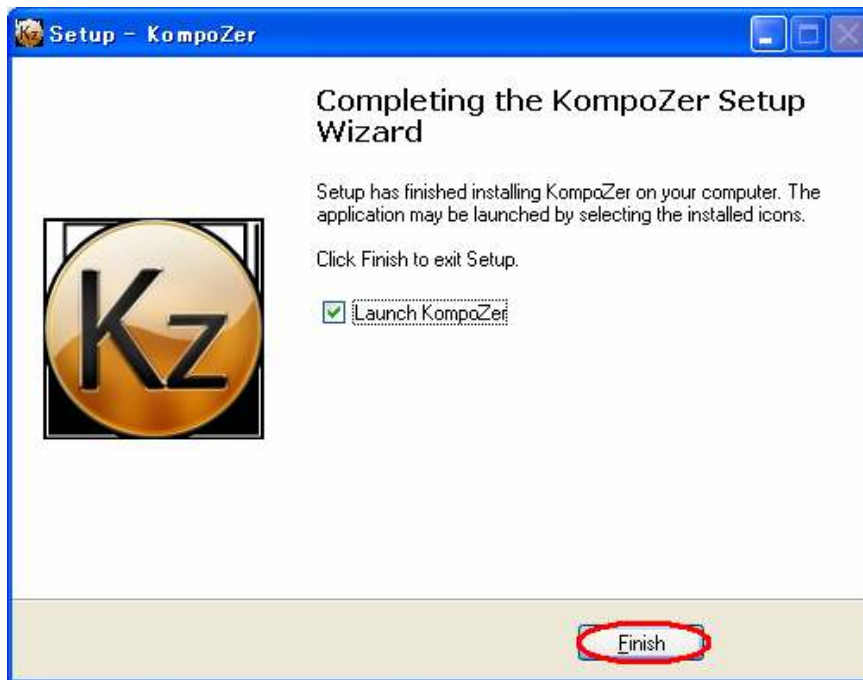 Setup - KompoZer
Completing the KompoZer Setup
Wizard
Setup has finished installing KompoZer on your computer. The
application may be launched by selecting the installed icons.
Click Finish to exit Setup.
Launch KompoZer
Kz
Finish